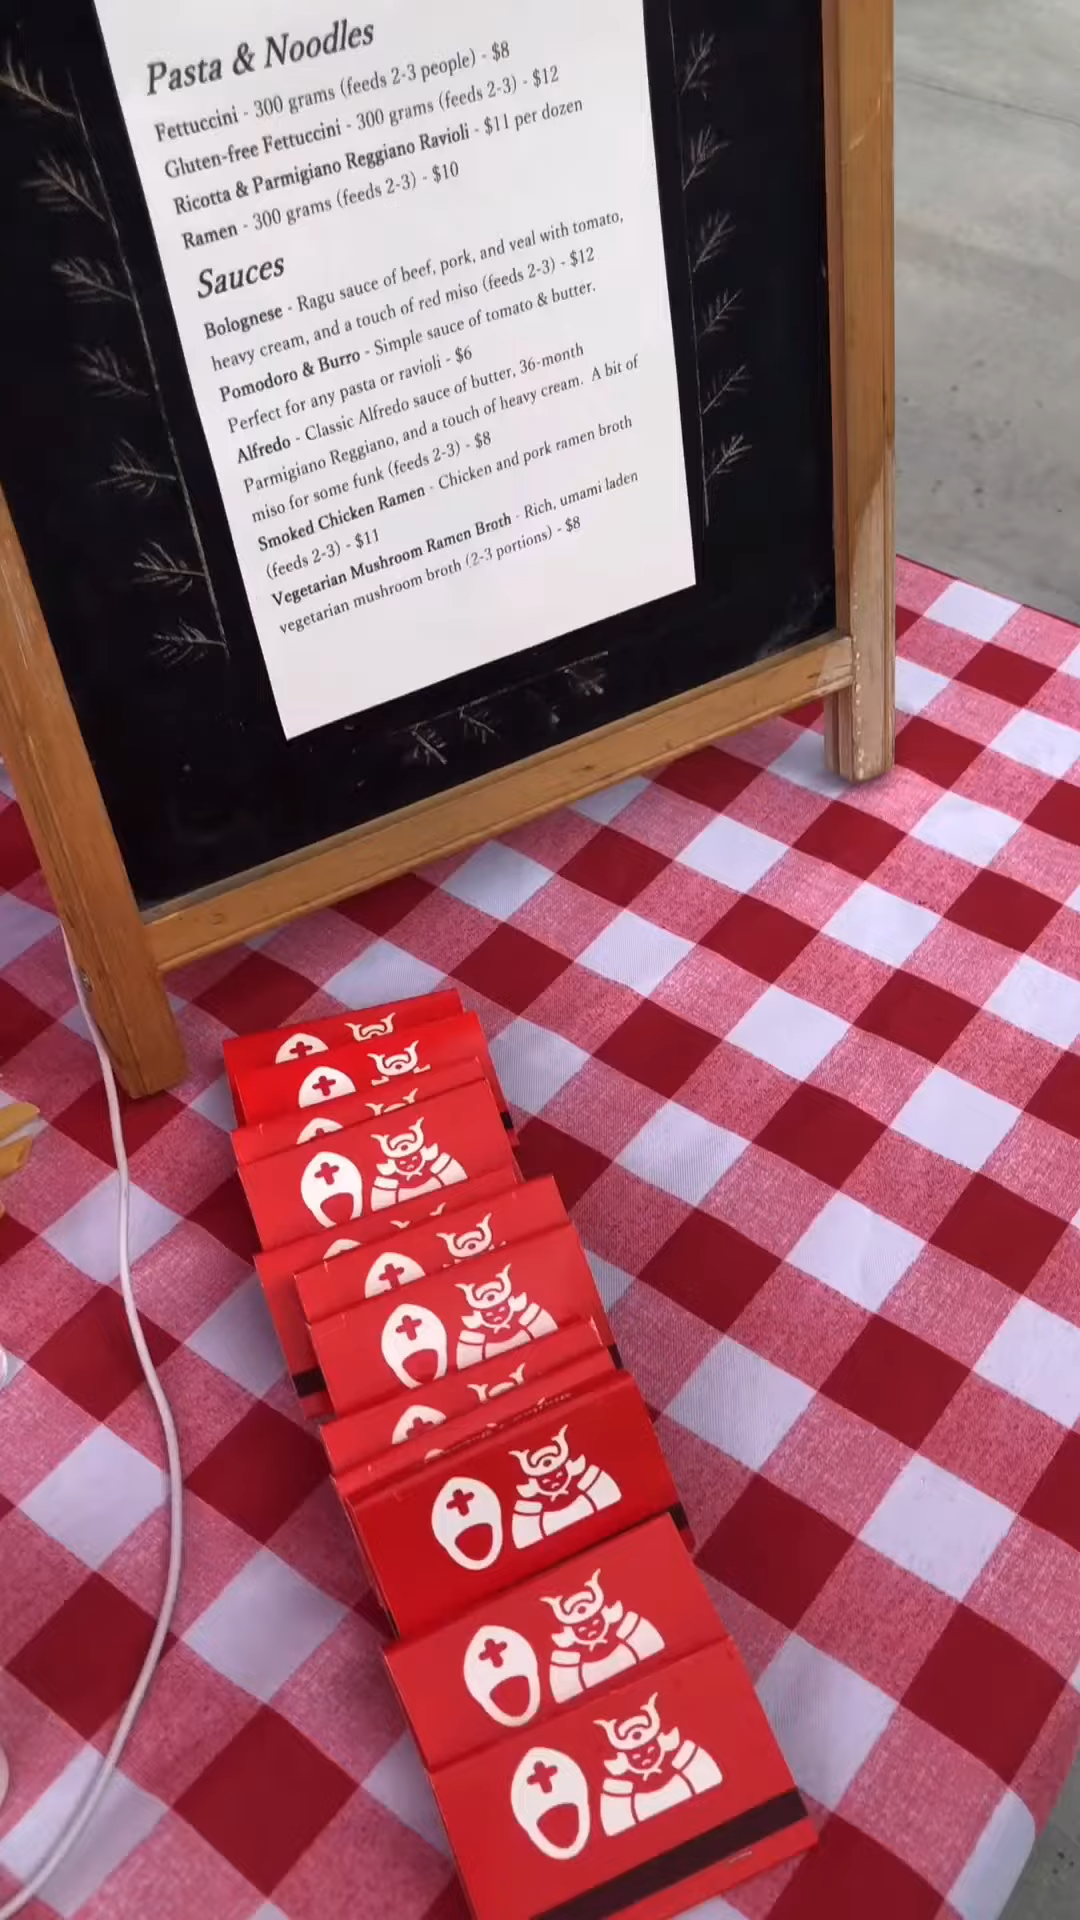 Pasta & Noodles
Fettuccini - 300 grams (feeds 2-3 people) - $8
Gluten-free Fettuccini - 300 grams (feeds 2-3) - $12
Ricotta & Parmigiano Reggiano Ravioli - $11 per dozen
Ramen - 300 grams (feeds 2-3) - $10
Sauces
Bolognese - Ragu sauce of beef, pork, and veal with tomato,
heavy cream, and a touch of red miso (feeds 2-3) - $12
Pomodoro & Burro - Simple sauce of tomato & butter.
Perfect for any pasta or ravioli - $6
Alfredo - Classic Alfredo sauce of butter, 36-month
Parmigiano Reggiano, and a touch of heavy cream. A bit of
miso for some funk (feeds 2-3) - $8
Smoked Chicken Ramen - Chicken and pork ramen broth
(feeds 2-3) - $11
Vegetarian Mushroom Ramen Broth - Rich, umami laden
vegetarian mushroom broth (2-3 portions) - $8